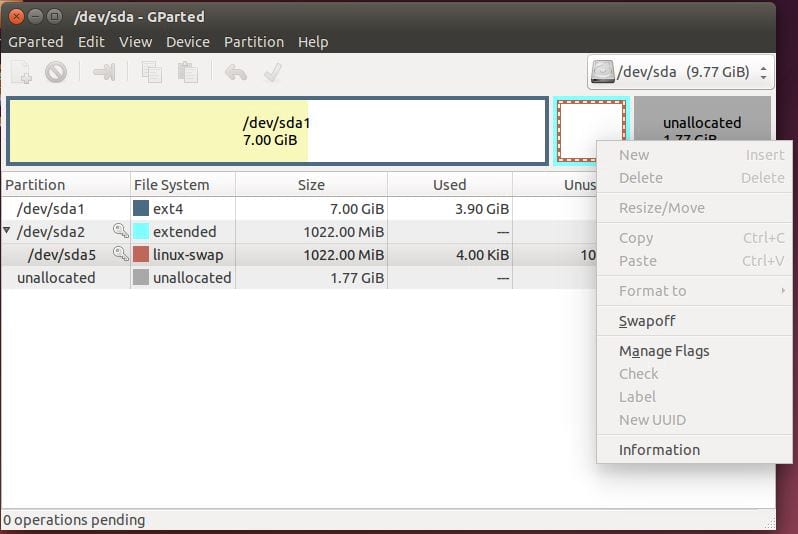 /dev/sda - GParted
GParted Edit View Device Partition Help
/dev/sda (9.77 GiB)
/dev/sda1
7.00 GiB
unallocated
1.77 GiB
Partition File System Size Used
/dev/sda1 ext4 7.00 GiB 3.90 GiB
/dev/sda2 extended 1022.00 MiB ---
/dev/sda5 linux-swap 1022.00 MiB 4.00 KiB
unallocated unallocated 1.77 GiB ---
New Insert
Delete Delete
Resize/Move
Copy Ctrl+C
Paste Ctrl+V
Format to
Swapoff
Manage Flags
Check
Label
New UUID
Information
0 operations pending